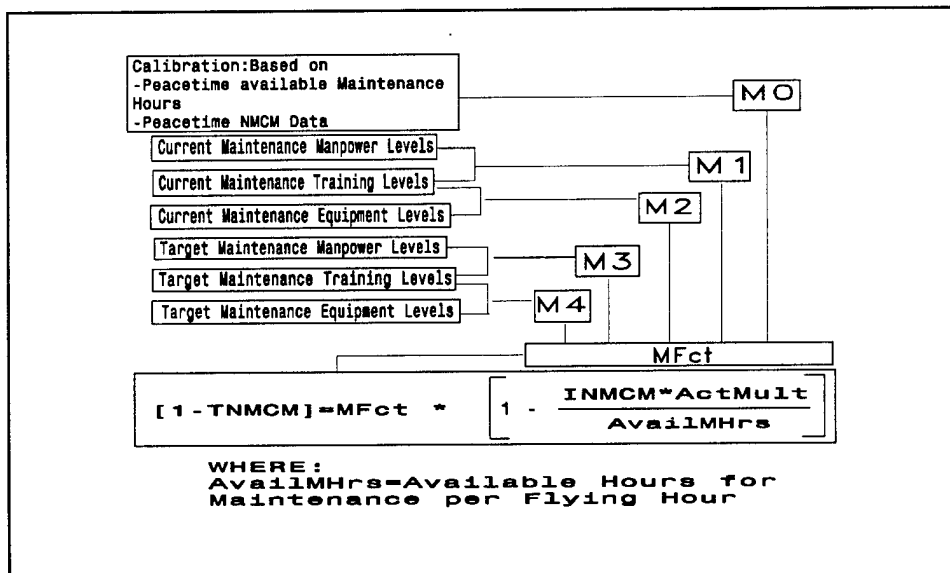 Calibration:Based on
-Peacetime available Maintenance
Hours
-Peacetime NMCM Data
M0
Current Maintenance Manpower Levels
M1
Current Maintenance Training Levels
Current Maintenance Equipment Levels
M2
Target Maintenance Manpower Levels
M3
Target Maintenance Training Levels
Target Maintenance Equipment Levels
M4
MFct
[1-TNMCM]=MFct * [1 - INMCM*ActMult
AvailMHrs]
WHERE:
AvailMHrs=Available Hours for
Maintenance per Flying Hour